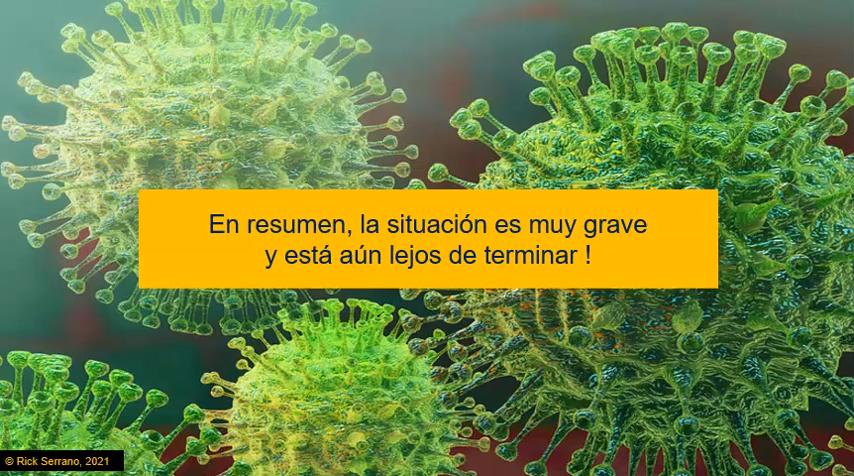 En resumen, la situación es muy grave
y está aún lejos de terminar !
© Rick Serrano, 2021